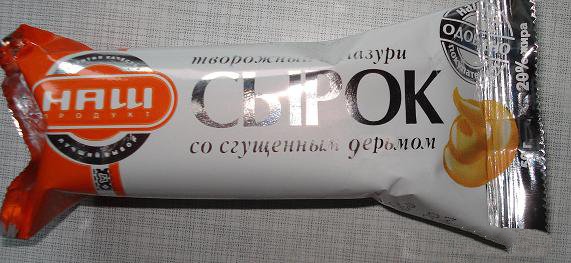 НАШ
ПРОДУКТ
творожный глазури
СЫРОК
со сгущенным дерьмом
20% жира